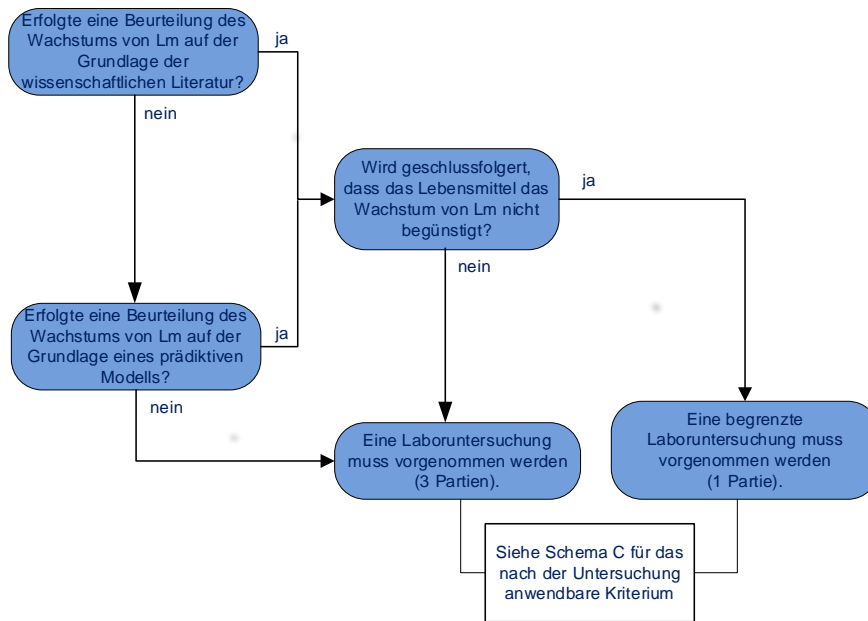 Erfolgte eine Beurteilung des
Wachstums von Lm auf der
Grundlage der
wissenschaftlichen Literatur?
ja
nein
Wird geschlussfolgert,
dass das Lebensmittel das
Wachstum von Lm nicht
begünstigt?
ja
nein
Erfolgte eine Beurteilung des
Wachstums von Lm auf der
Grundlage eines prädiktiven
Modells?
ja
nein
Eine Laboruntersuchung
muss vorgenommen werden
(3 Partien).
Eine begrenzte
Laboruntersuchung muss
vorgenommen werden
(1 Partie).
Siehe Schema C für das
nach der Untersuchung
anwendbare Kriterium